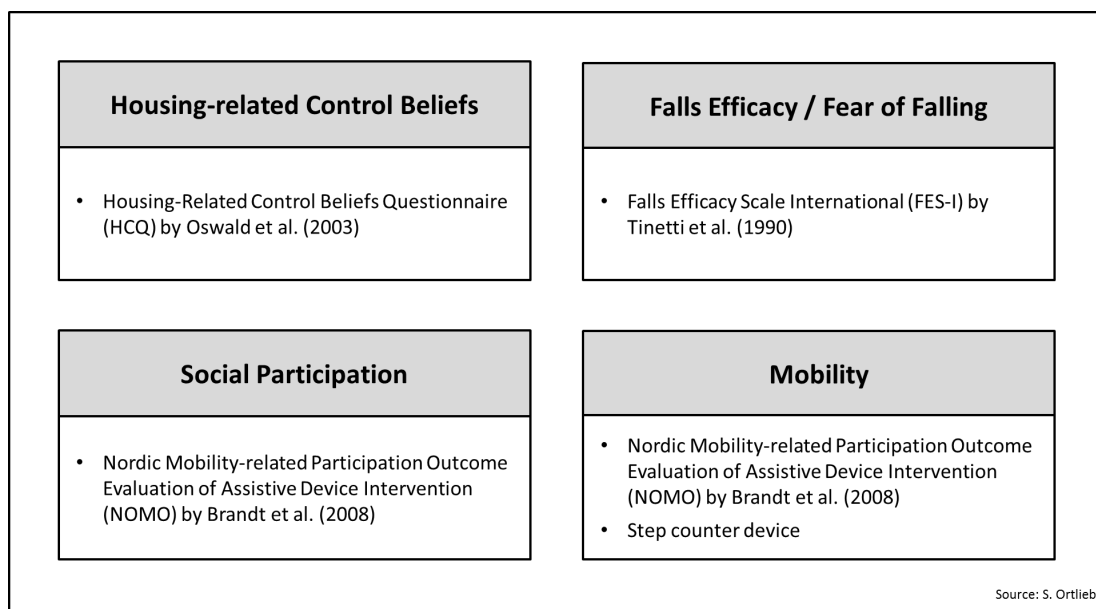 Housing-related Control Beliefs
• Housing-Related Control Beliefs Questionnaire
(HCQ) by Oswald et al. (2003)
Falls Efficacy / Fear of Falling
• Falls Efficacy Scale International (FES-I) by
Tinetti et al. (1990)
Social Participation
• Nordic Mobility-related Participation Outcome
Evaluation of Assistive Device Intervention
(NOMO) by Brandt et al. (2008)
Mobility
• Nordic Mobility-related Participation Outcome
Evaluation of Assistive Device Intervention
(NOMO) by Brandt et al. (2008)
• Step counter device
Source: S. Ortlieb